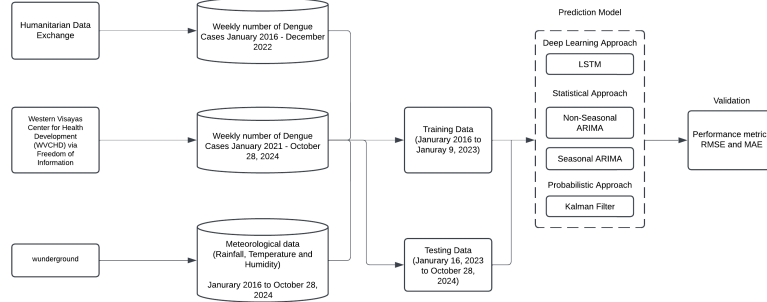 Humanitarian Data
Exchange
Weekly number of Dengue
Cases January 2016 - December
2022
Western Visayas
Center for Health
Development
(WVCHD) via
Freedom of
Information
Weekly number of Dengue
Cases January 2021 - October
28, 2024
wunderground
Meteorological data
(Rainfall, Temperature and
Humidity)
Janurary 2016 to October 28,
2024
Training Data
(Janurary 2016 to
Januray 9, 2023)
Testing Data
(Janurary 16, 2023
to October 28,
2024)
Prediction Model
Deep Learning Approach
LSTM
Statistical Approach
Non-Seasonal
ARIMA
Seasonal ARIMA
Probabilistic Approach
Kalman Filter
Validation
Performance metric
RMSE and MAE